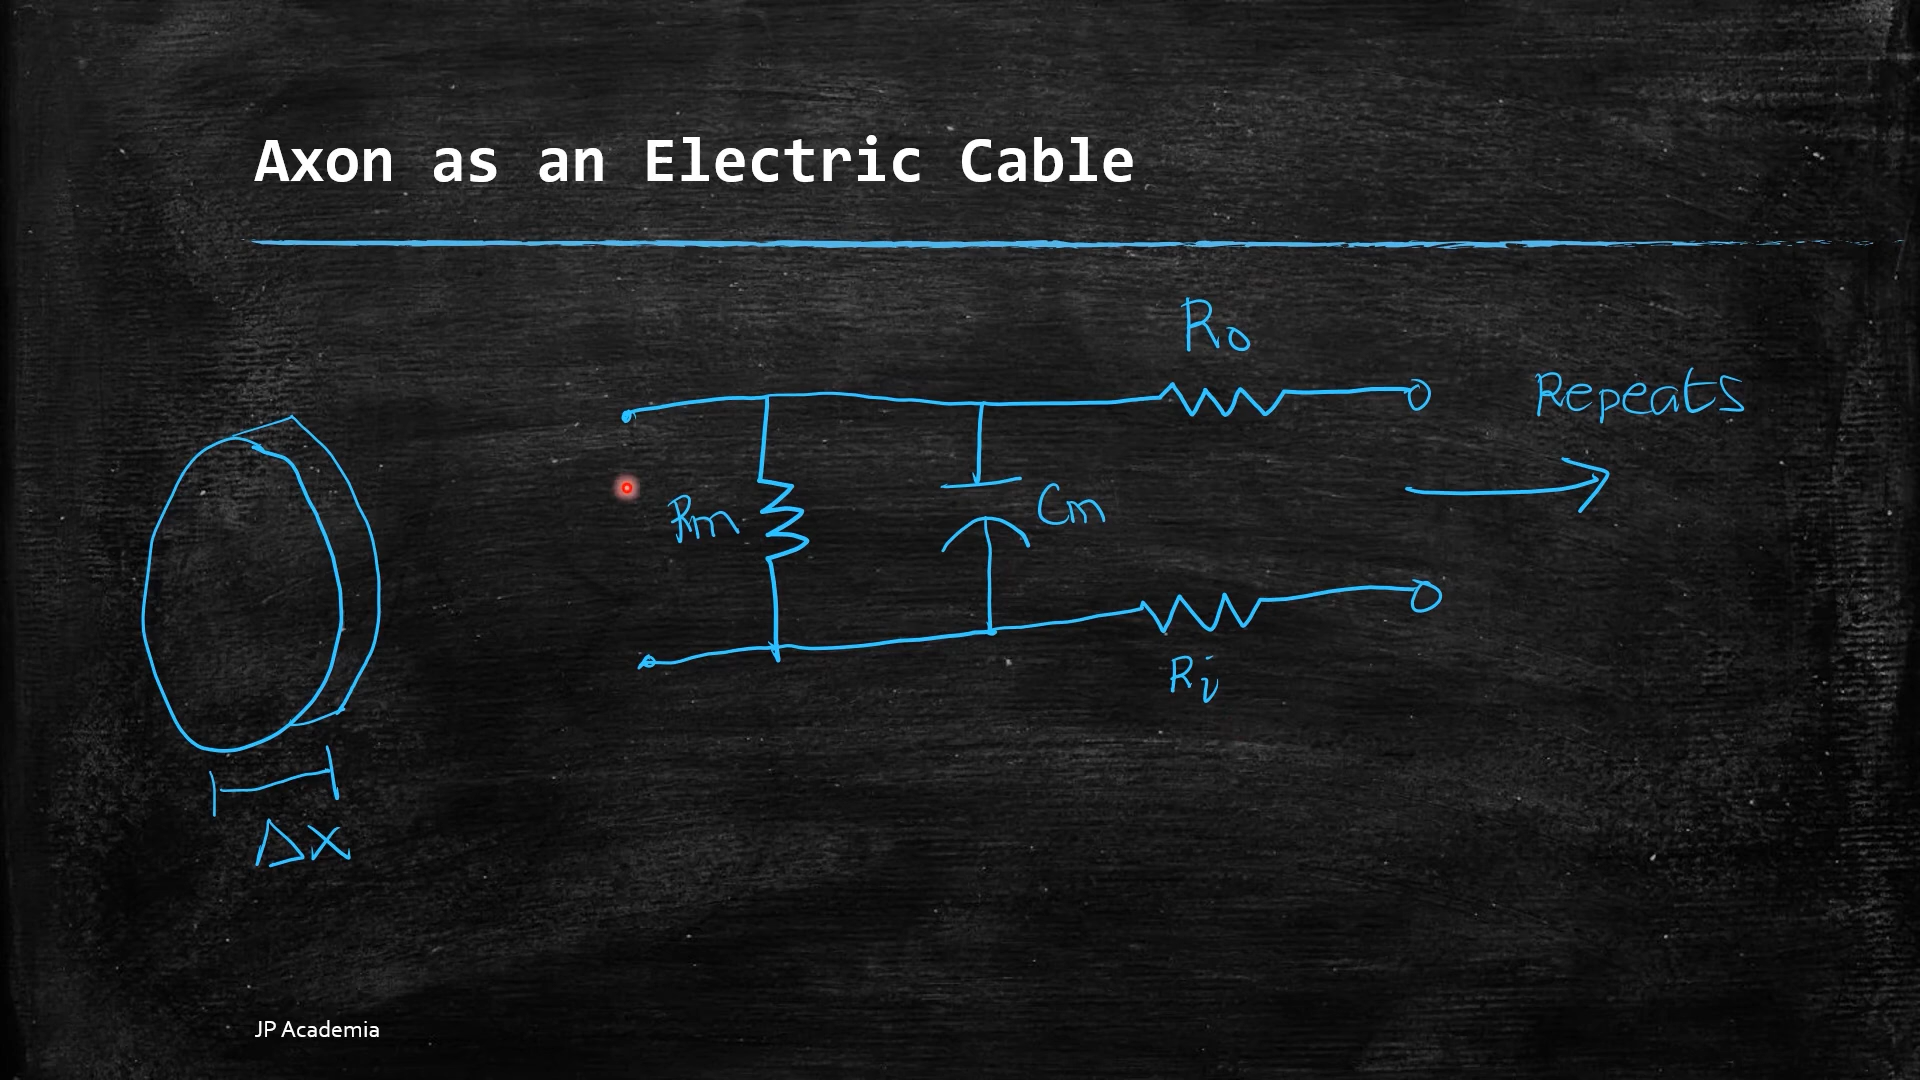 Axon as an Electric Cable
Ro
Repeats
Rm
Cm
Ri
Δx
JP Academia